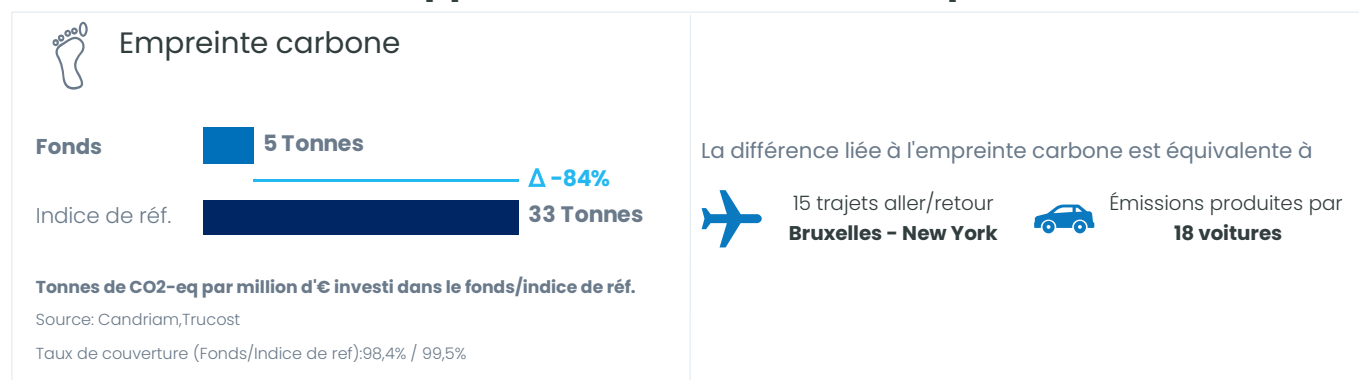 Empreinte carbone
Fonds
5 Tonnes
Δ -84%
Indice de réf.
33 Tonnes
Tonnes de CO2-eq par million d'€ investi dans le fonds/indice de réf.
Source: Candriam,Trucost
Taux de couverture (Fonds/Indice de ref):98,4% / 99,5%
La différence liée à l'empreinte carbone est équivalente à
15 trajets aller/retour
Bruxelles - New York
Émissions produites par
18 voitures